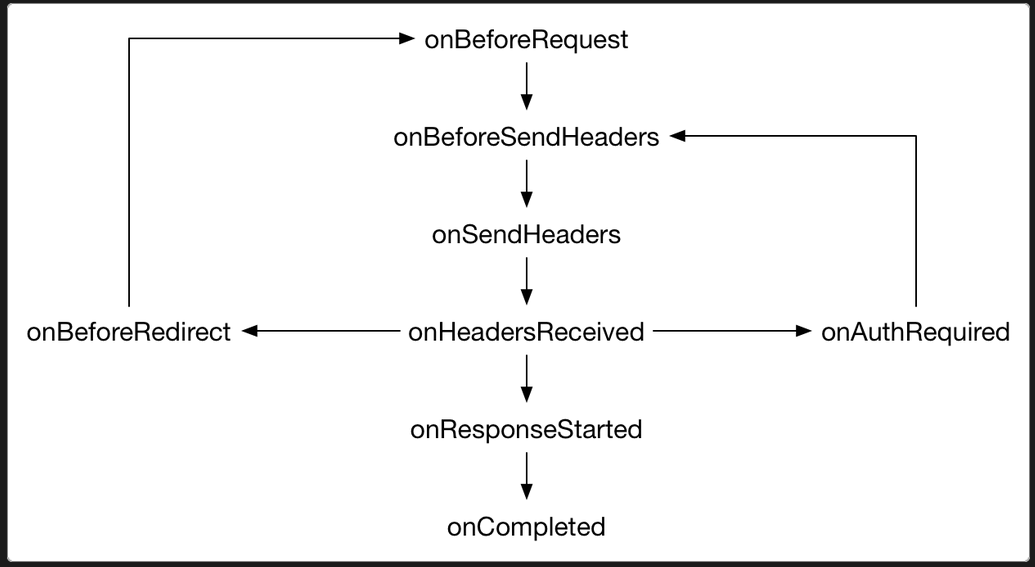 onBeforeRequest
onBeforeSendHeaders
onSendHeaders
onBeforeRedirect
onHeadersReceived
onAuthRequired
onResponseStarted
onCompleted